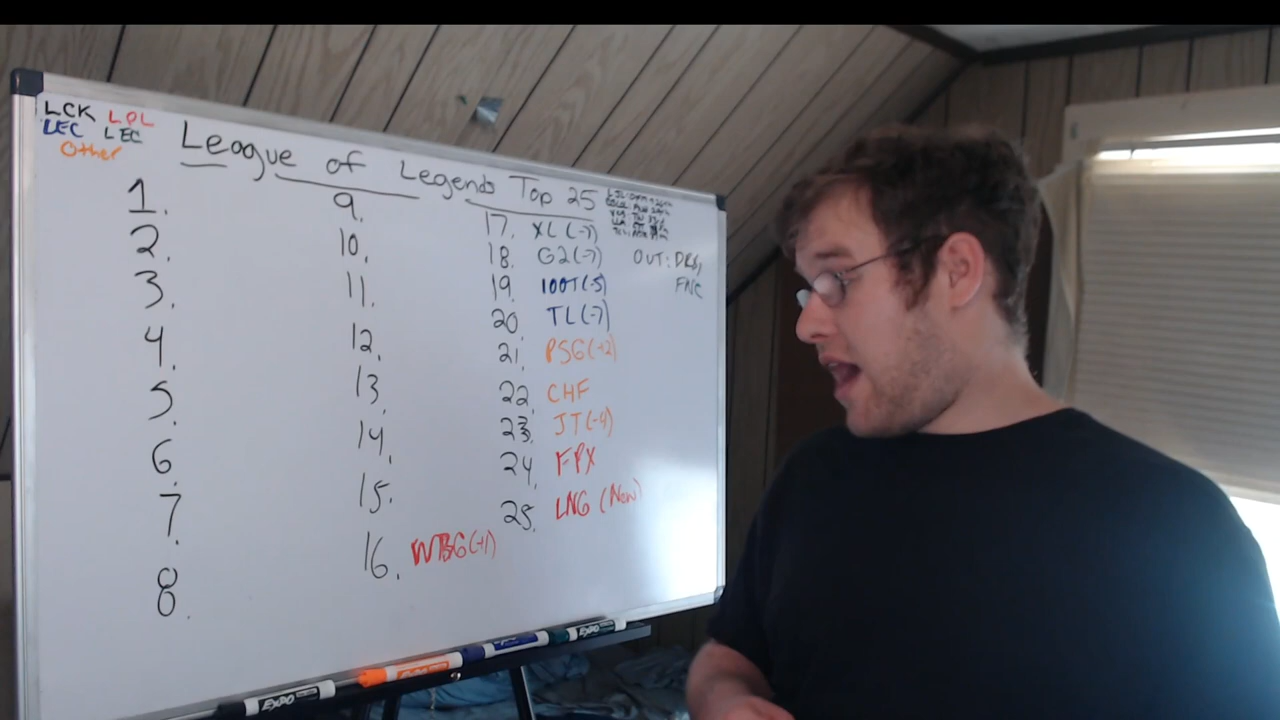 LCK LPL
LEC LEC
Other
League of Legends Top 25
1.
2.
3.
4.
5.
6.
7.
8.
9.
10.
11.
12.
13.
14.
15.
16. WBG(+1)
17. XL(-7)
18. G2(-7)
19. 100T(-5)
20. TL(-7)
21. PSG(+2)
22. CHF
23. JT(-4)
24. FPX
25. LNG (New)
OUT: DRX,
FNC
EXPO
EXPO